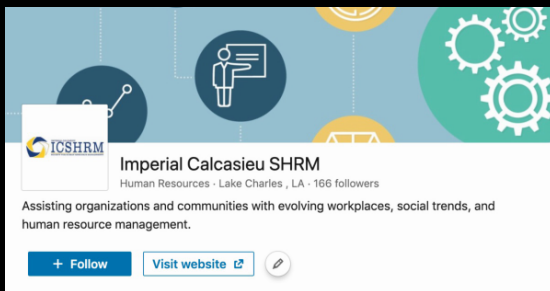 ICSHRM
Imperial Calcasieu SHRM
Human Resources · Lake Charles , LA · 166 followers
Assisting organizations and communities with evolving workplaces, social trends, and
human resource management.
+ Follow
Visit website